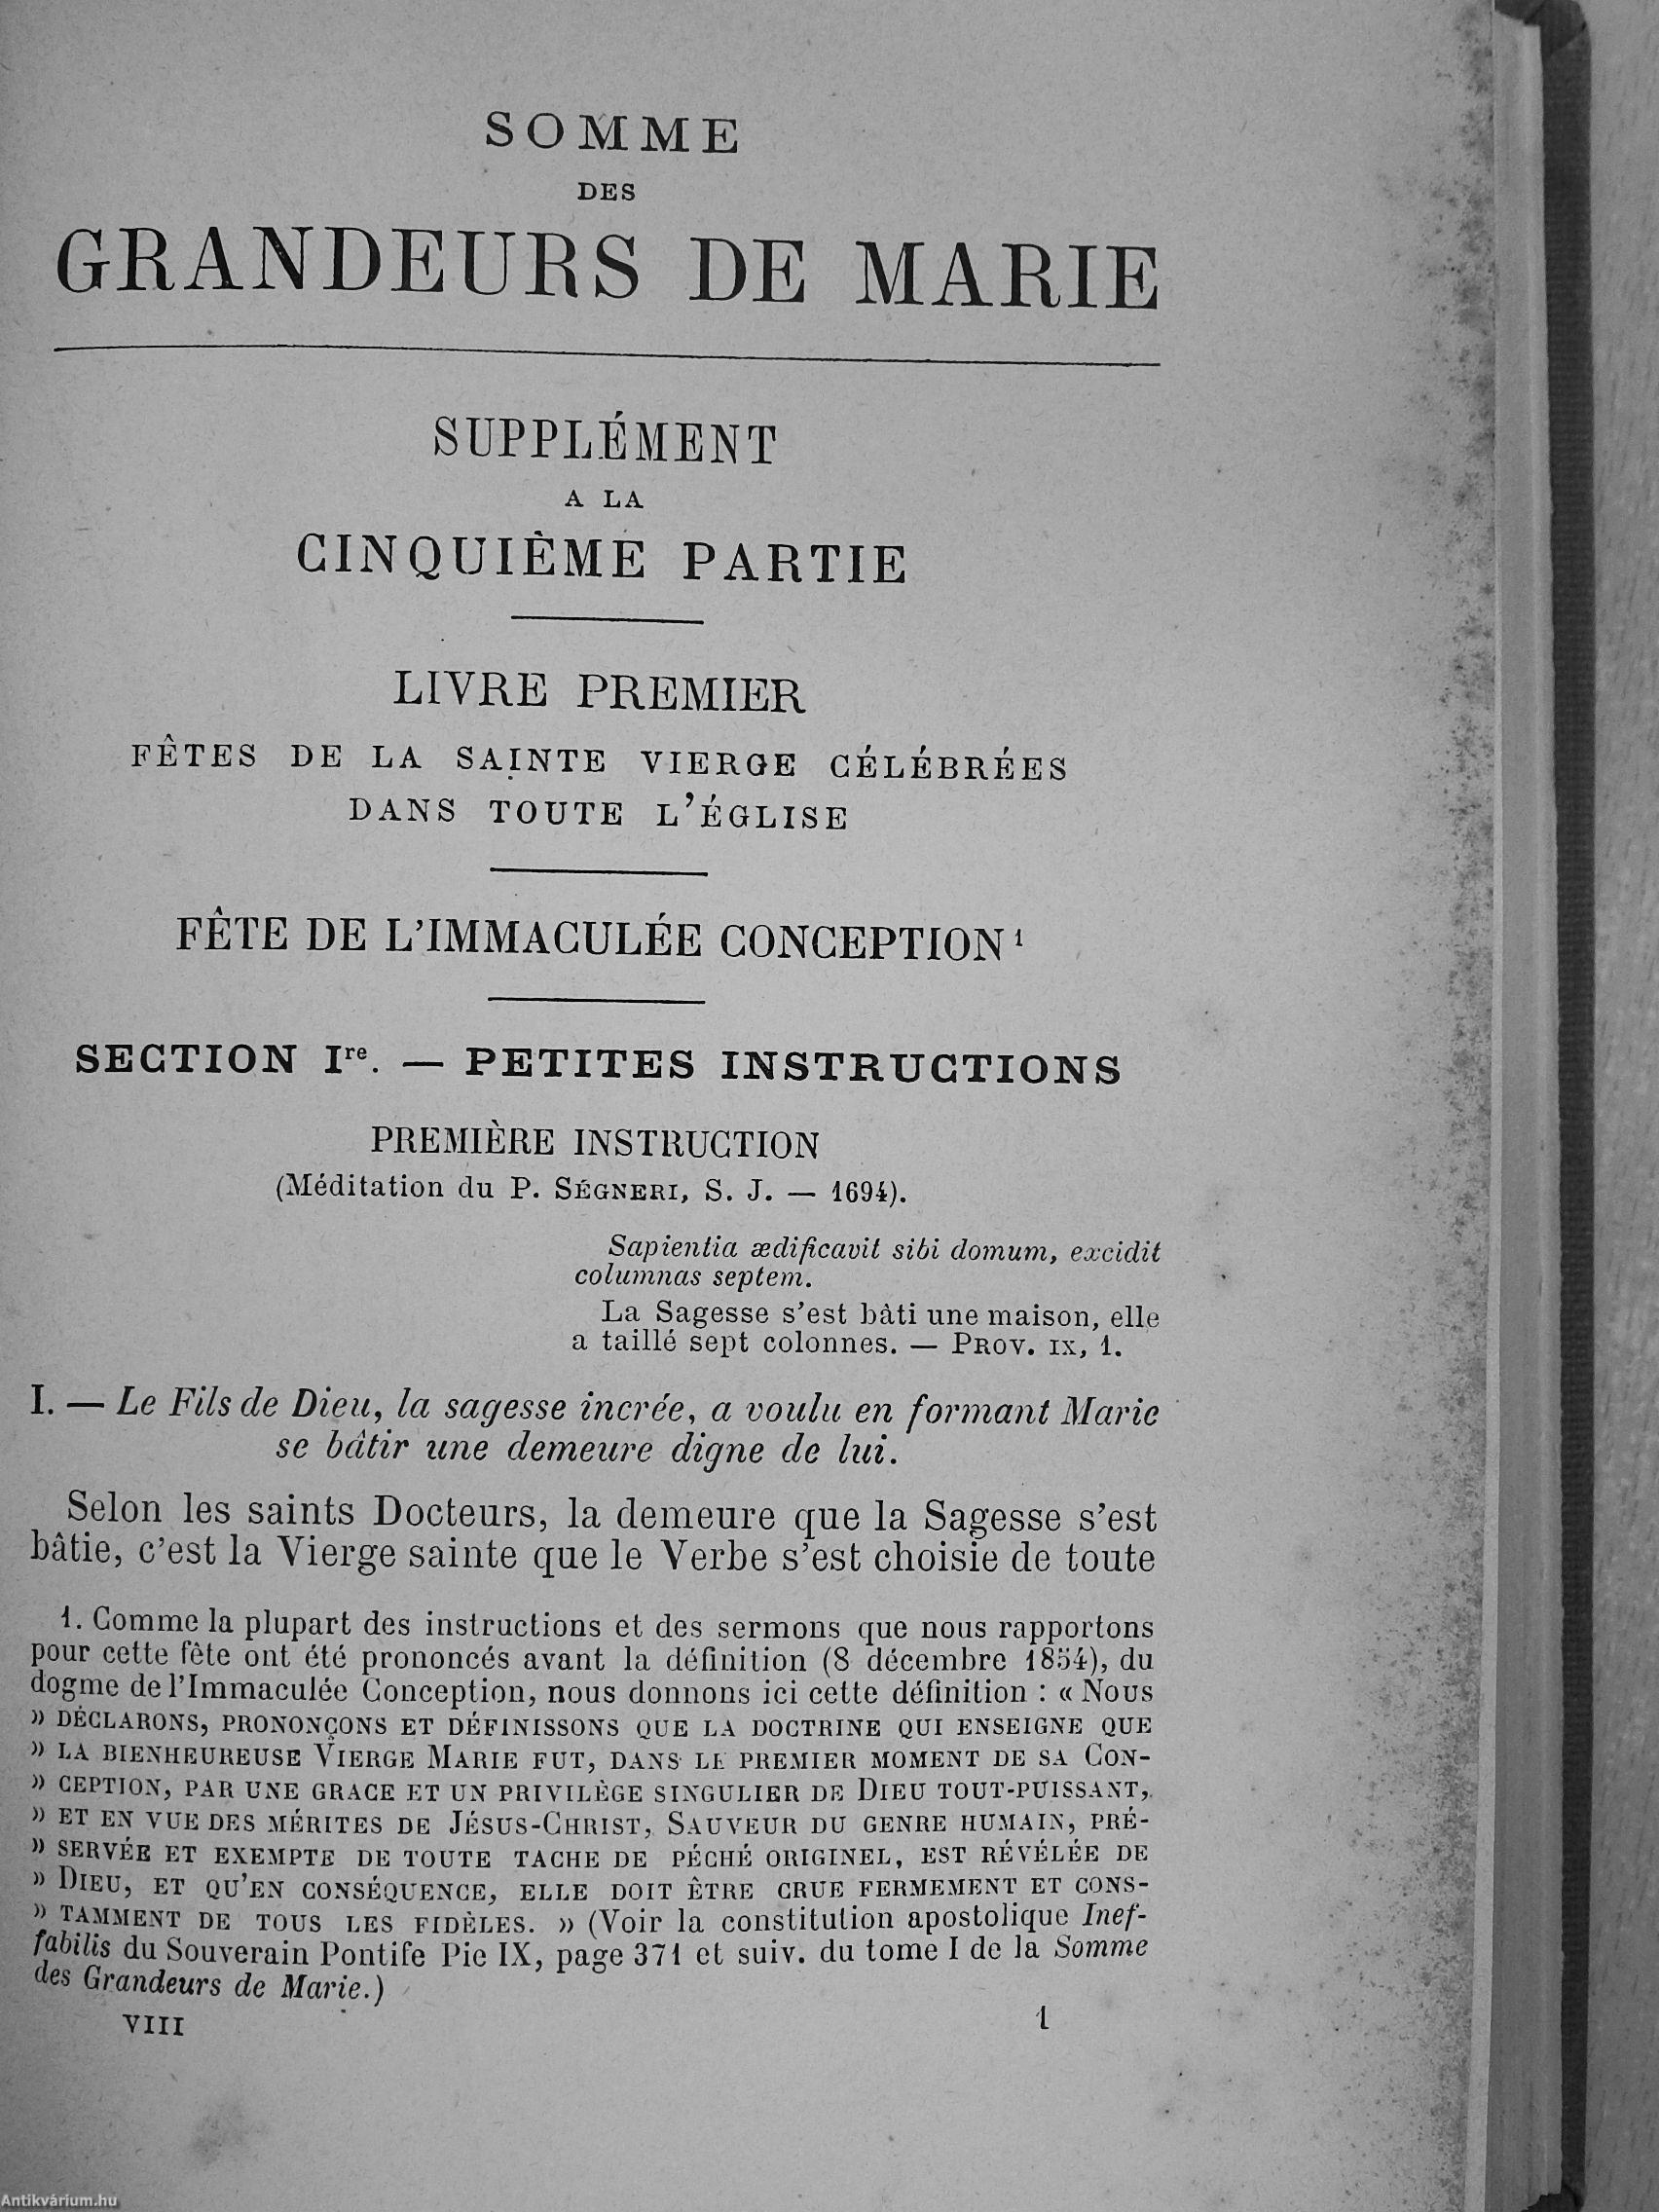 SOMME
DES
GRANDEURS DE MARIE
SUPPLÉMENT
A LA
CINQUIÈME PARTIE
LIVRE PREMIER
FÊTES DE LA SAINTE VIERGE CÉLÉBRÉES
DANS TOUTE L'ÉGLISE
FÊTE DE L'IMMACULÉE CONCEPTION 1
SECTION Ire. — PETITES INSTRUCTIONS
PREMIÈRE INSTRUCTION
(Méditation du P. SÉGNERI, S. J. — 1694).
Sapientia ædificavit sibi domum, excidit
columnas septem.
La Sagesse s'est bâti une maison, elle
a taillé sept colonnes. — PROV. IX, 1.
I. — Le Fils de Dieu, la sagesse incrée, a voulu en formant Marie
se bâtir une demeure digne de lui.
Selon les saints Docteurs, la demeure que la Sagesse s'est
bâtie, c'est la Vierge sainte que le Verbe s'est choisie de toute
1. Comme la plupart des instructions et des sermons que nous rapportons
pour cette fête ont été prononcés avant la définition (8 décembre 1854), du
dogme de l'Immaculée Conception, nous donnons ici cette définition : « NOUS
» DÉCLARONS, PRONONÇONS ET DÉFINISSONS QUE LA DOCTRINE QUI ENSEIGNE QUE
» LA BIENHEUREUSE VIERGE MARIE FUT, DANS LE PREMIER MOMENT DE SA CON-
» CEPTION, PAR UNE GRACE ET UN PRIVILÈGE SINGULIER DE DIEU TOUT-PUISSANT,
» ET EN VUE DES MÉRITES DE JÉSUS-CHRIST, SAUVEUR DU GENRE HUMAIN, PRÉ-
» SERVÉE ET EXEMPTE DE TOUTE TACHE DE PÉCHÉ ORIGINEL, EST RÉVÉLÉE DE
» DIEU, ET QU'EN CONSÉQUENCE, ELLE DOIT ÊTRE CRUE FERMEMENT ET CONS-
» TAMMENT DE TOUS LES FIDÈLES. » (Voir la constitution apostolique Inef-
fabilis du Souverain Pontife Pie IX, page 371 et suiv. du tome I de la Somme
des Grandeurs de Marie.)
VIII 1
Antikvárium.hu